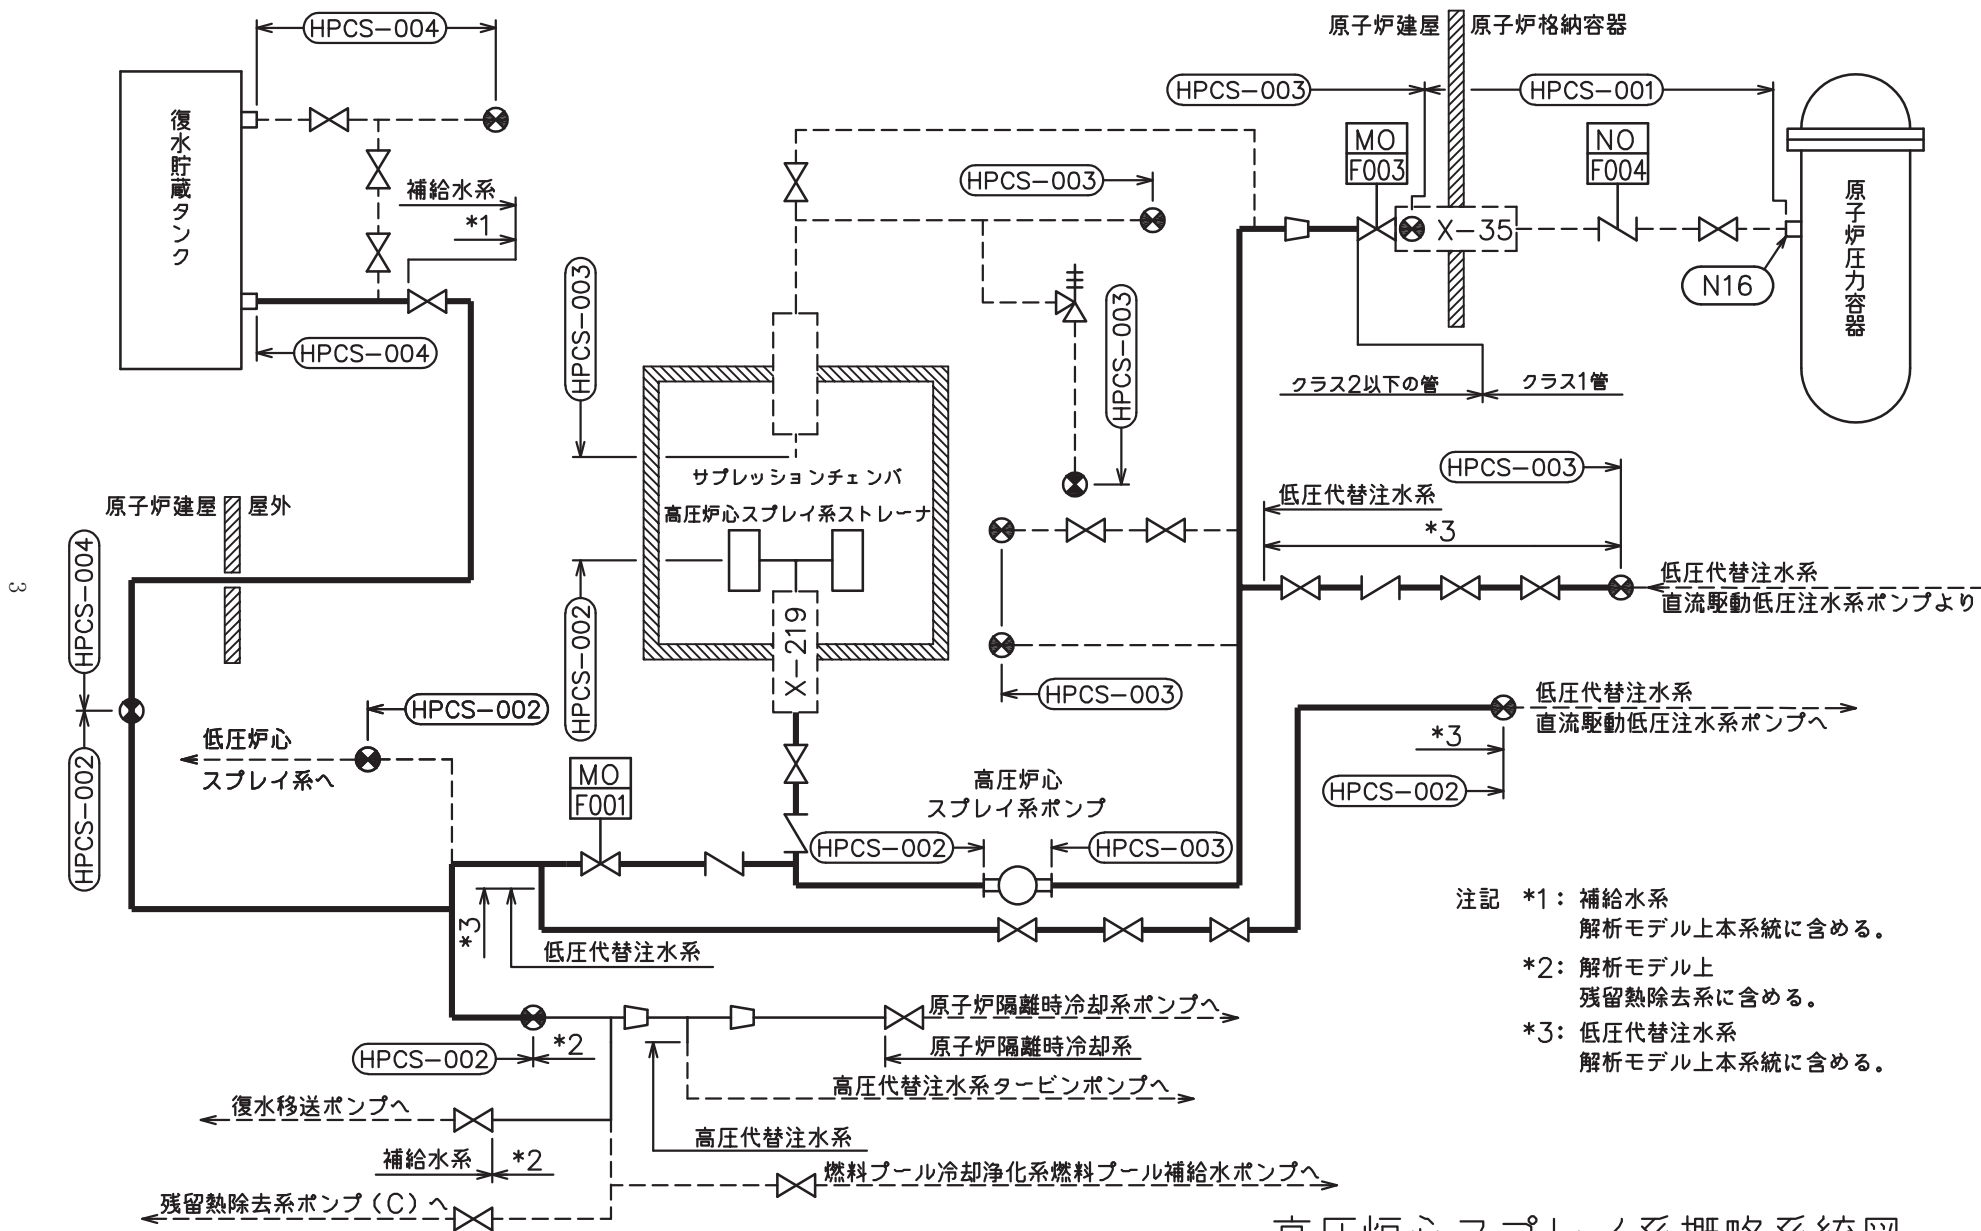 HPCS-004
復水貯蔵タンク
補給水系
*1
HPCS-004
原子炉建屋
屋外
HPCS-004
HPCS-002
低圧炉心
スプレイ系へ
HPCS-002
HPCS-003
サプレッションチェンバ
高圧炉心スプレイ系ストレーナ
HPCS-002
X-219
MO
F001
HPCS-003
HPCS-003
HPCS-003
高圧炉心
スプレイ系ポンプ
HPCS-002
HPCS-003
原子炉建屋
原子炉格納容器
HPCS-003
HPCS-001
MO
F003
NO
F004
X-35
N16
原子炉圧力容器
クラス2以下の管
クラス1管
HPCS-003
低圧代替注水系
*3
低圧代替注水系
直流駆動低圧注水系ポンプより
低圧代替注水系
直流駆動低圧注水系ポンプへ
*3
HPCS-002
*3
低圧代替注水系
HPCS-002
*2
原子炉隔離時冷却系ポンプへ
原子炉隔離時冷却系
高圧代替注水系タービンポンプへ
高圧代替注水系
復水移送ポンプへ
補給水系
*2
燃料プール冷却浄化系燃料プール補給水ポンプへ
残留熱除去系ポンプ(C)へ
注記 *1: 補給水系
解析モデル上本系統に含める。
*2: 解析モデル上
残留熱除去系に含める。
*3: 低圧代替注水系
解析モデル上本系統に含める。
高圧炉心スプレイ系概略系統図
3